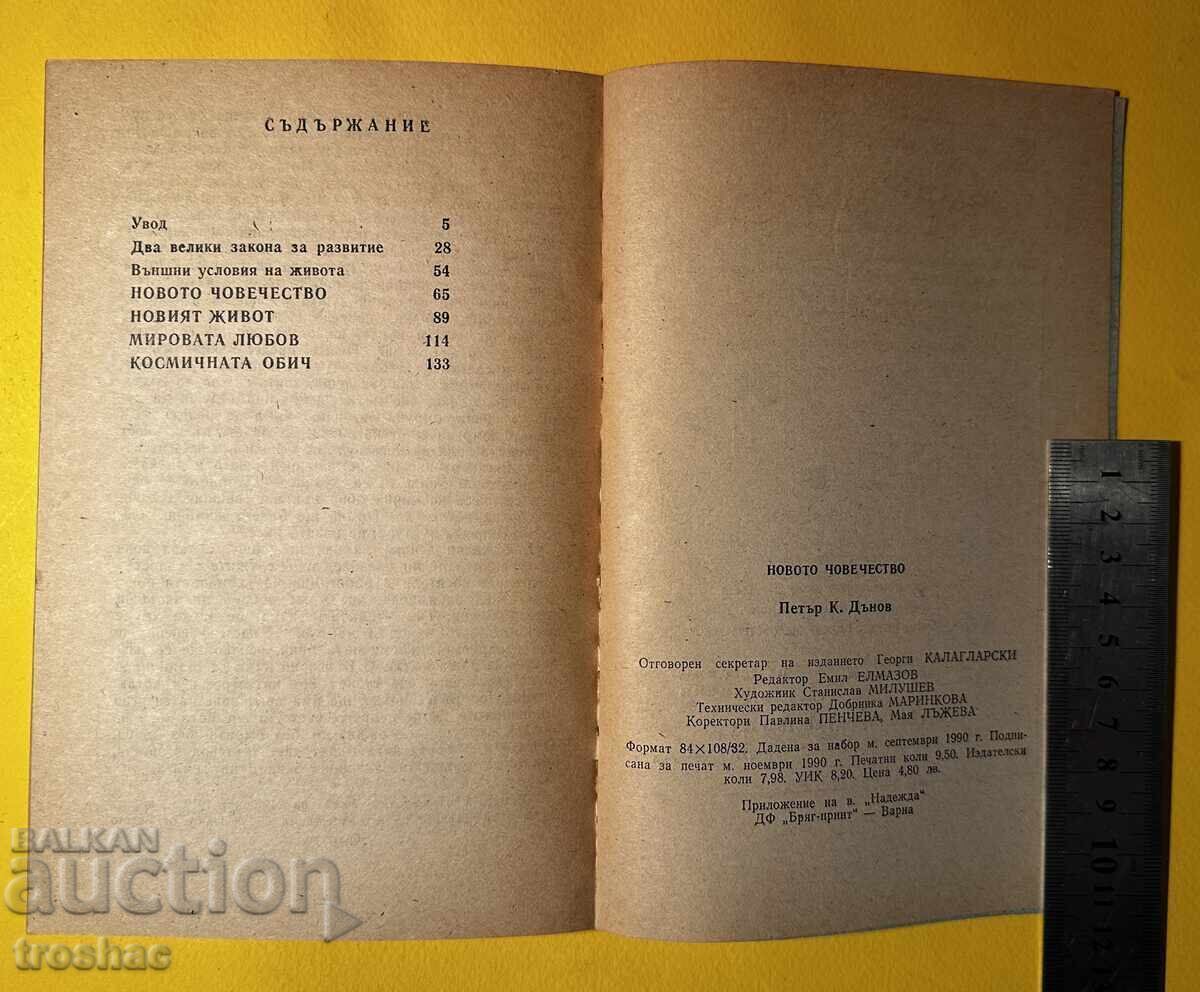 СЪДЪРЖАНИЕ
Увод 5
Два велики закона за развитие 28
Външни условия на живота 54
НОВОТО ЧОВЕЧЕСТВО 65
НОВИЯТ ЖИВОТ 89
МИРОВАТА ЛЮБОВ 114
КОСМИЧНАТА ОБИЧ 133
НОВОТО ЧОВЕЧЕСТВО
Петър К. Дънов
Отговорен секретар на изданието Георги КАЛАГЛАРСКИ
Редактор Емил ЕЛМАЗОВ
Художник Станислав МИЛУШЕВ
Технически редактор Добринка МАРИНКОВА
Коректори Павлина ПЕНЧЕВА, Мая ЛЪЖЕВА
Формат 84×108/32. Дадена за набор м. септември 1990 г. Подпи-
сана за печат м. ноември 1990 г. Печатни коли 9,50. Издателски
коли 7,98. УИК 8,20. Цена 4,80 лв.
Приложение на в. „Надежда“
ДФ „Бряг-принт“ — Варна
1 2 3 4 5 6 7 8 9 10 11 12
BALKAN
auction
troshac